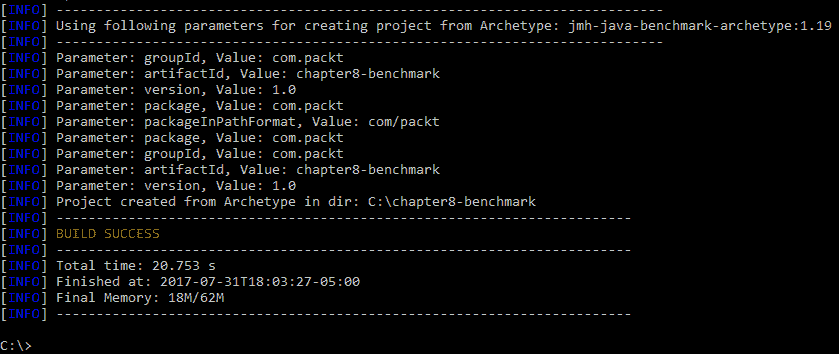 [INFO] ----------------------------------------------------------------------------
[INFO] Using following parameters for creating project from Archetype: jmh-java-benchmark-archetype:1.19
[INFO] ----------------------------------------------------------------------------
[INFO] Parameter: groupId, Value: com.packt
[INFO] Parameter: artifactId, Value: chapter8-benchmark
[INFO] Parameter: version, Value: 1.0
[INFO] Parameter: package, Value: com.packt
[INFO] Parameter: packageInPathFormat, Value: com/packt
[INFO] Parameter: package, Value: com.packt
[INFO] Parameter: groupId, Value: com.packt
[INFO] Parameter: artifactId, Value: chapter8-benchmark
[INFO] Parameter: version, Value: 1.0
[INFO] Project created from Archetype in dir: C:\chapter8-benchmark
[INFO] ------------------------------------------------------------------------
[INFO] BUILD SUCCESS
[INFO] ------------------------------------------------------------------------
[INFO] Total time: 20.753 s
[INFO] Finished at: 2017-07-31T18:03:27-05:00
[INFO] Final Memory: 18M/62M
[INFO] ------------------------------------------------------------------------
C:\>